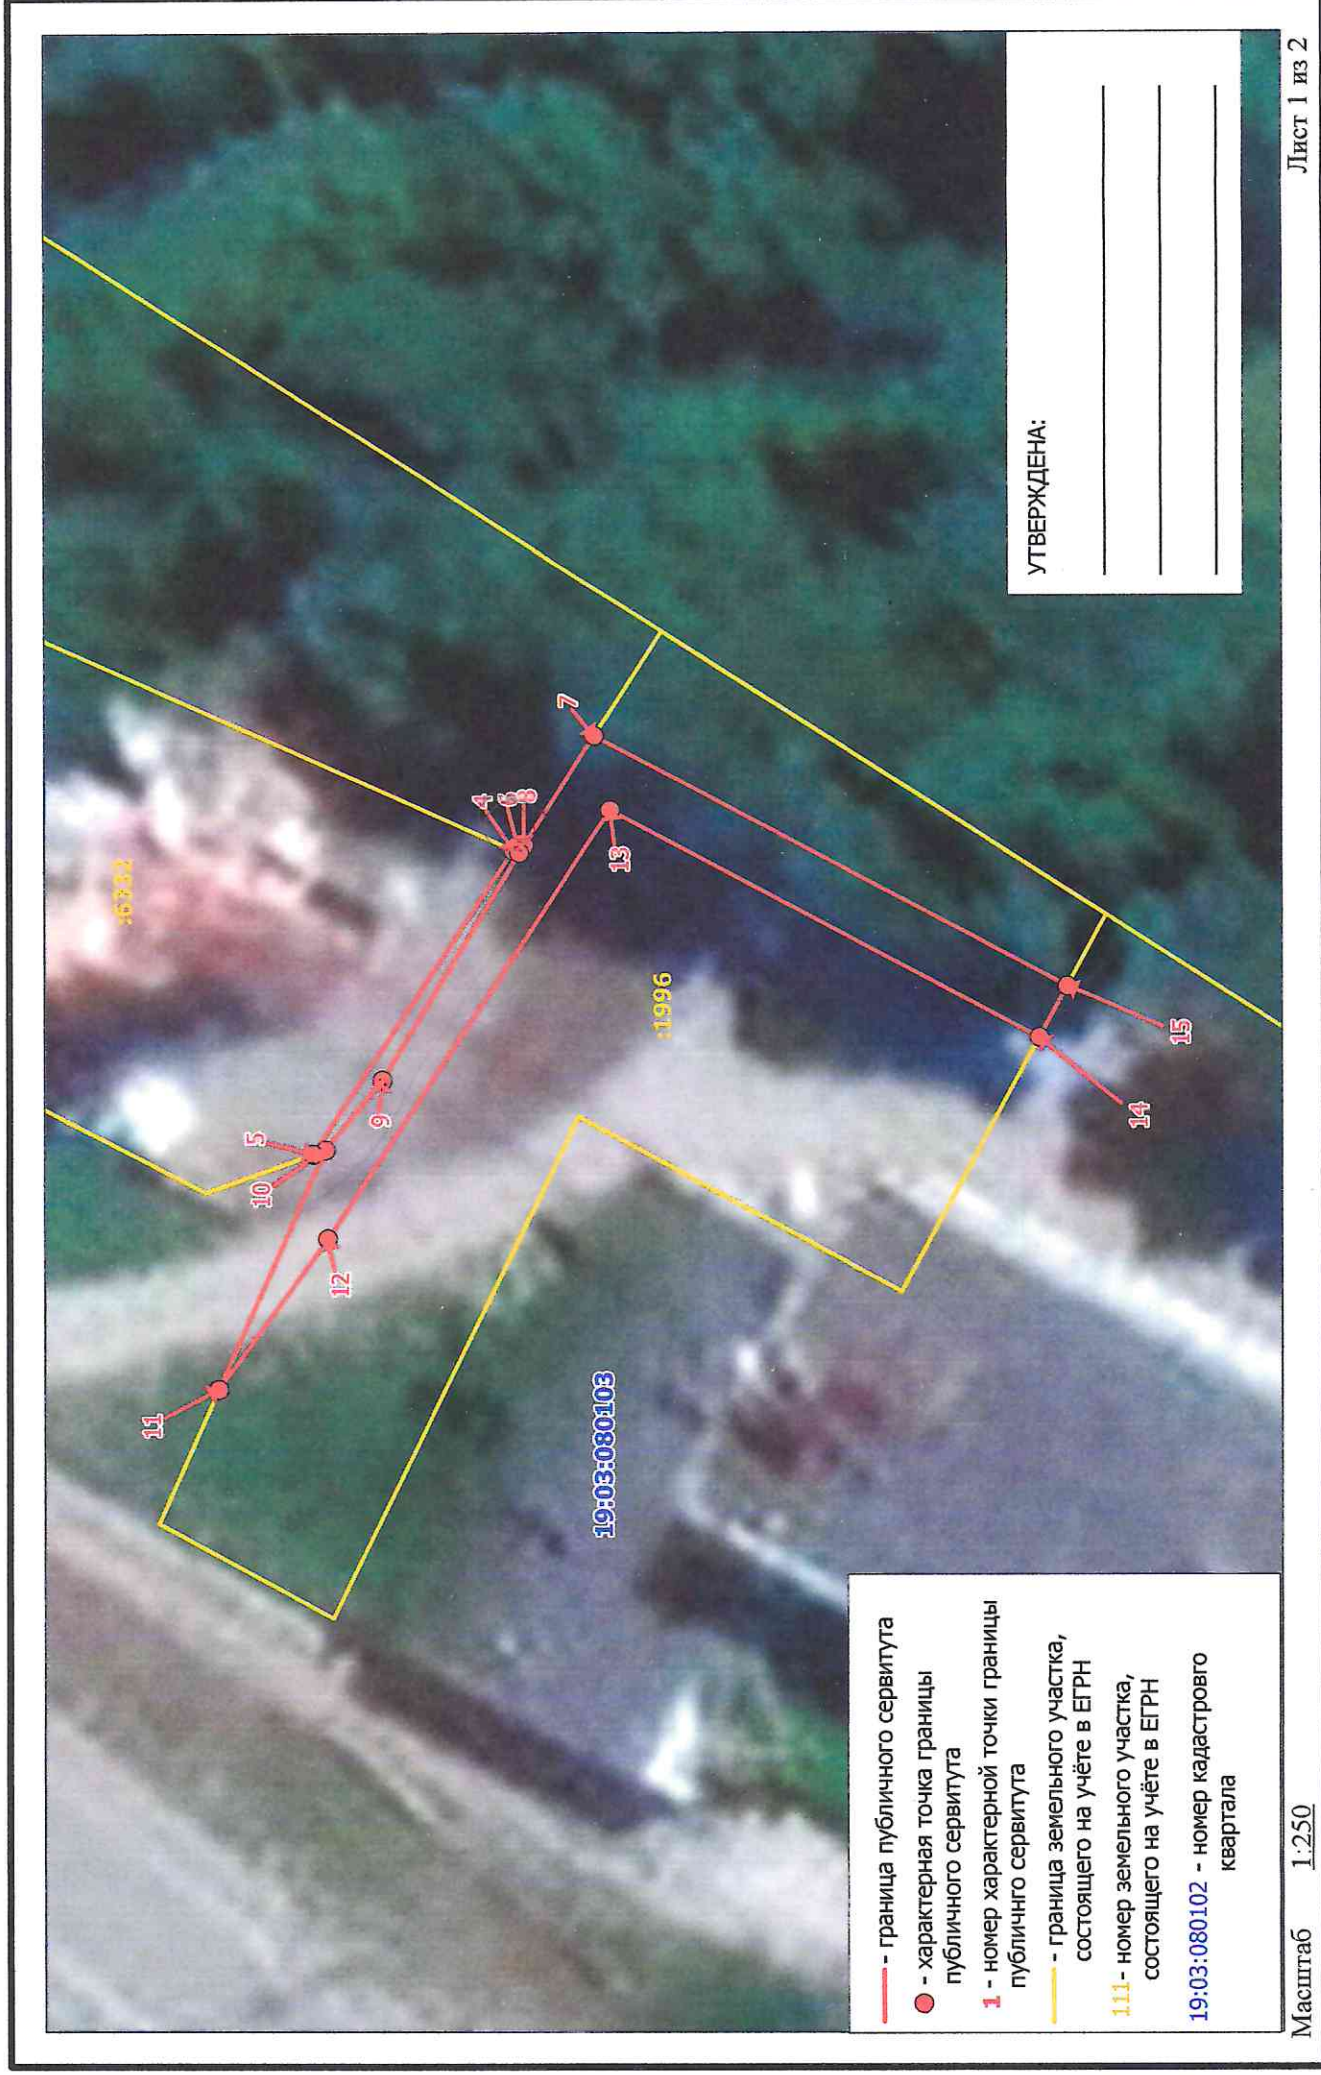 :6332
11
10
5
12
9
4
6
8
7
13
:1996
19:03:080103
14
15
УТВЕРЖДЕНА:
- граница публичного сервитута
- характерная точка границы
публичного сервитута
1 - номер характерной точки границы
публичнго сервитута
- граница земельного участка,
состоящего на учёте в ЕГРН
111- номер земельного участка,
состоящего на учёте в ЕГРН
19:03:080102 - номер кадастрового
квартала
Масштаб 1:250
Лист 1 из 2